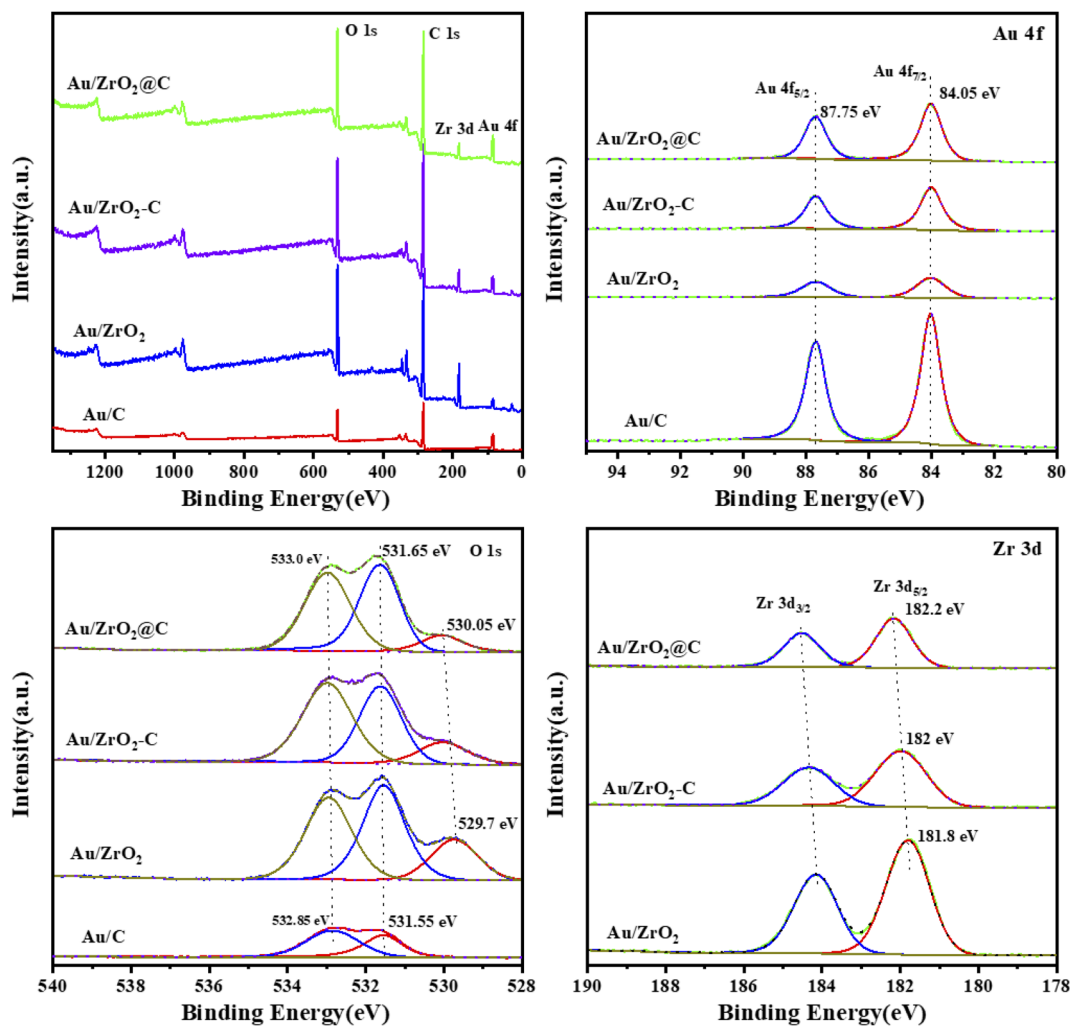 O 1s
C 1s
Au/ZrO₂@C
Zr 3d
Au 4f
Au/ZrO₂-C
Au/ZrO₂
Au/C
Intensity(a.u.)
1200 1000 800 600 400 200 0
Binding Energy(eV)
Au 4f
Au 4f₇/₂
Au 4f₅/₂
84.05 eV
87.75 eV
Au/ZrO₂@C
Au/ZrO₂-C
Au/ZrO₂
Au/C
Intensity(a.u.)
94 92 90 88 86 84 82 80
Binding Energy(eV)
O 1s
531.65 eV
533.0 eV
530.05 eV
Au/ZrO₂@C
Au/ZrO₂-C
529.7 eV
Au/ZrO₂
532.85 eV
531.55 eV
Au/C
Intensity(a.u.)
540 538 536 534 532 530 528
Binding Energy(eV)
Zr 3d
Zr 3d₅/₂
Zr 3d₃/₂
182.2 eV
Au/ZrO₂@C
182 eV
Au/ZrO₂-C
181.8 eV
Au/ZrO₂
Intensity(a.u.)
190 188 186 184 182 180 178
Binding Energy(eV)